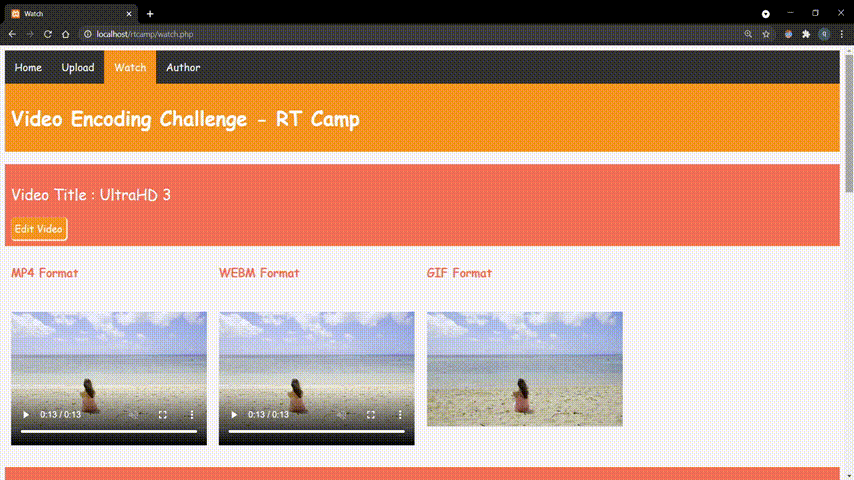 Watch
localhost/rtcamp/watch.php
Home Upload Watch Author
Video Encoding Challenge - RT Camp
Video Title : UltraHD 3
Edit Video
MP4 Format WEBM Format GIF Format
0:13 / 0:13 0:13 / 0:13